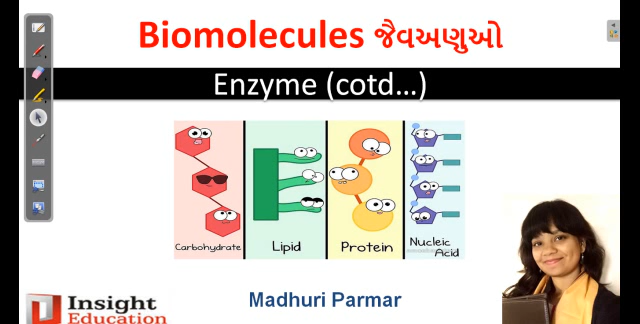 Biomolecules જૈવઅણુઓ
Enzyme (cotd...)
Carbohydrate
Lipid
Protein
Nucleic
Acid
Madhuri Parmar
Insight
Education